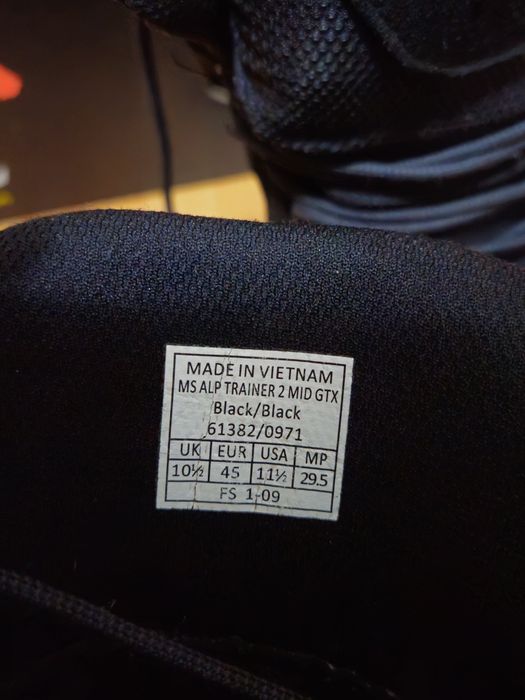 MADE IN VIETNAM
MS ALP TRAINER 2 MID GTX
Black/Black
61382/0971
UK EUR USA MP
10½ 45 11½ 29.5
FS 1-09